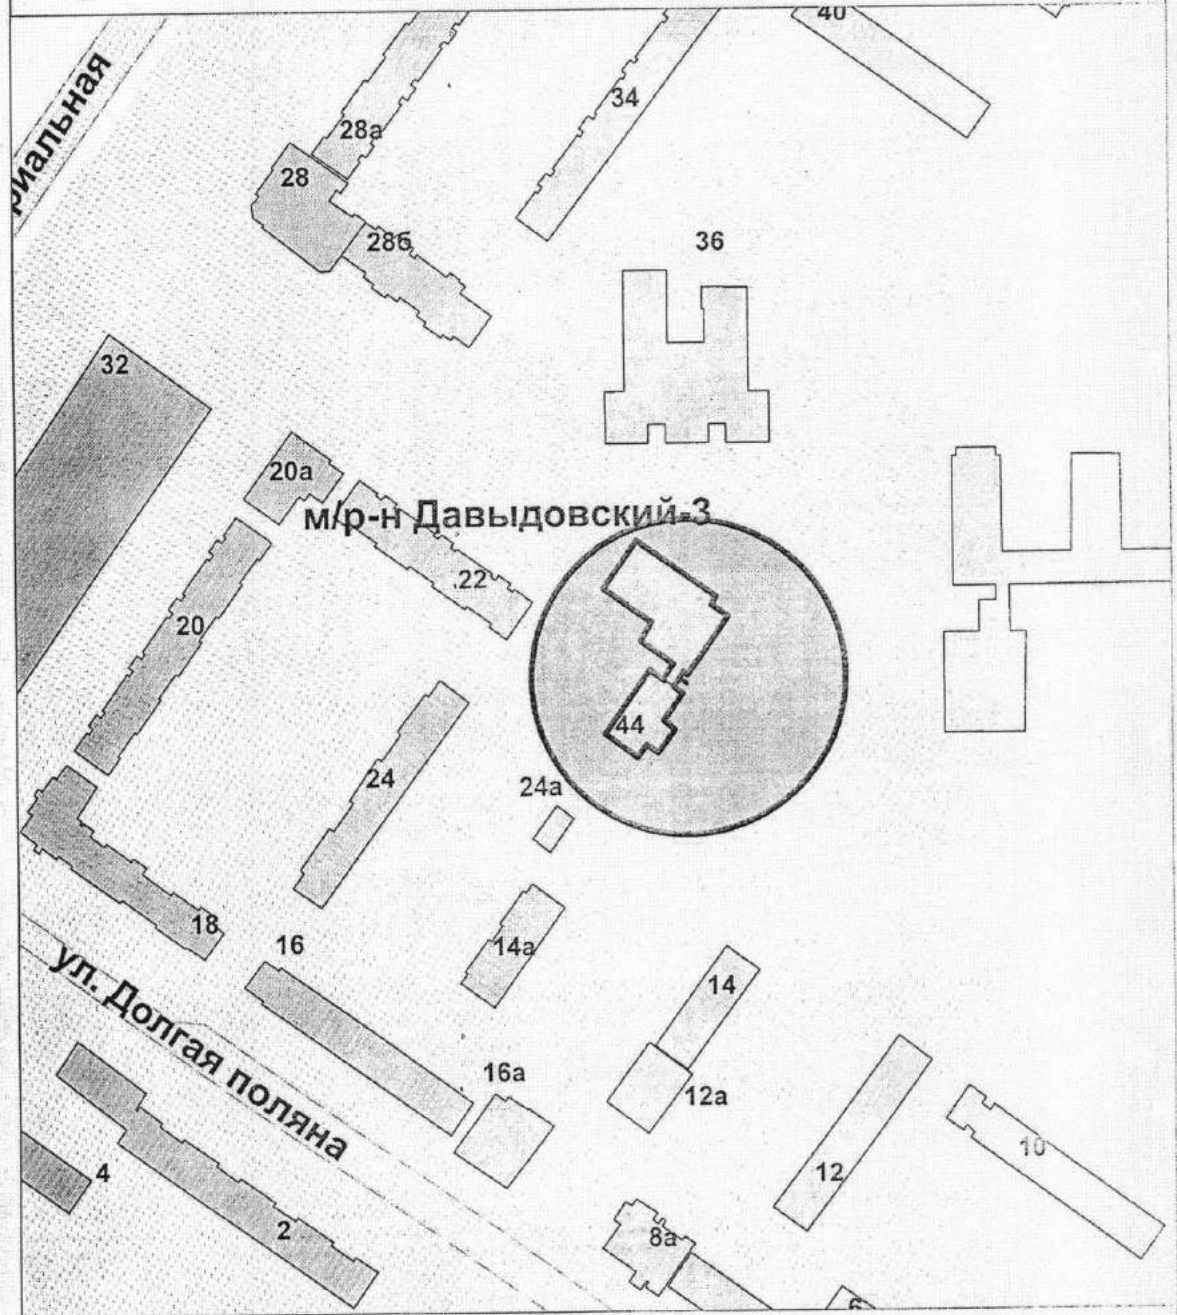 40
34
риальная
28а
28
28б
36
32
20а
м/р-н Давыдовский-3
22
20
44
24
24а
18
16
14а
14
ул. Долгая поляна
16а
12а
10
12
4
2
8а
6